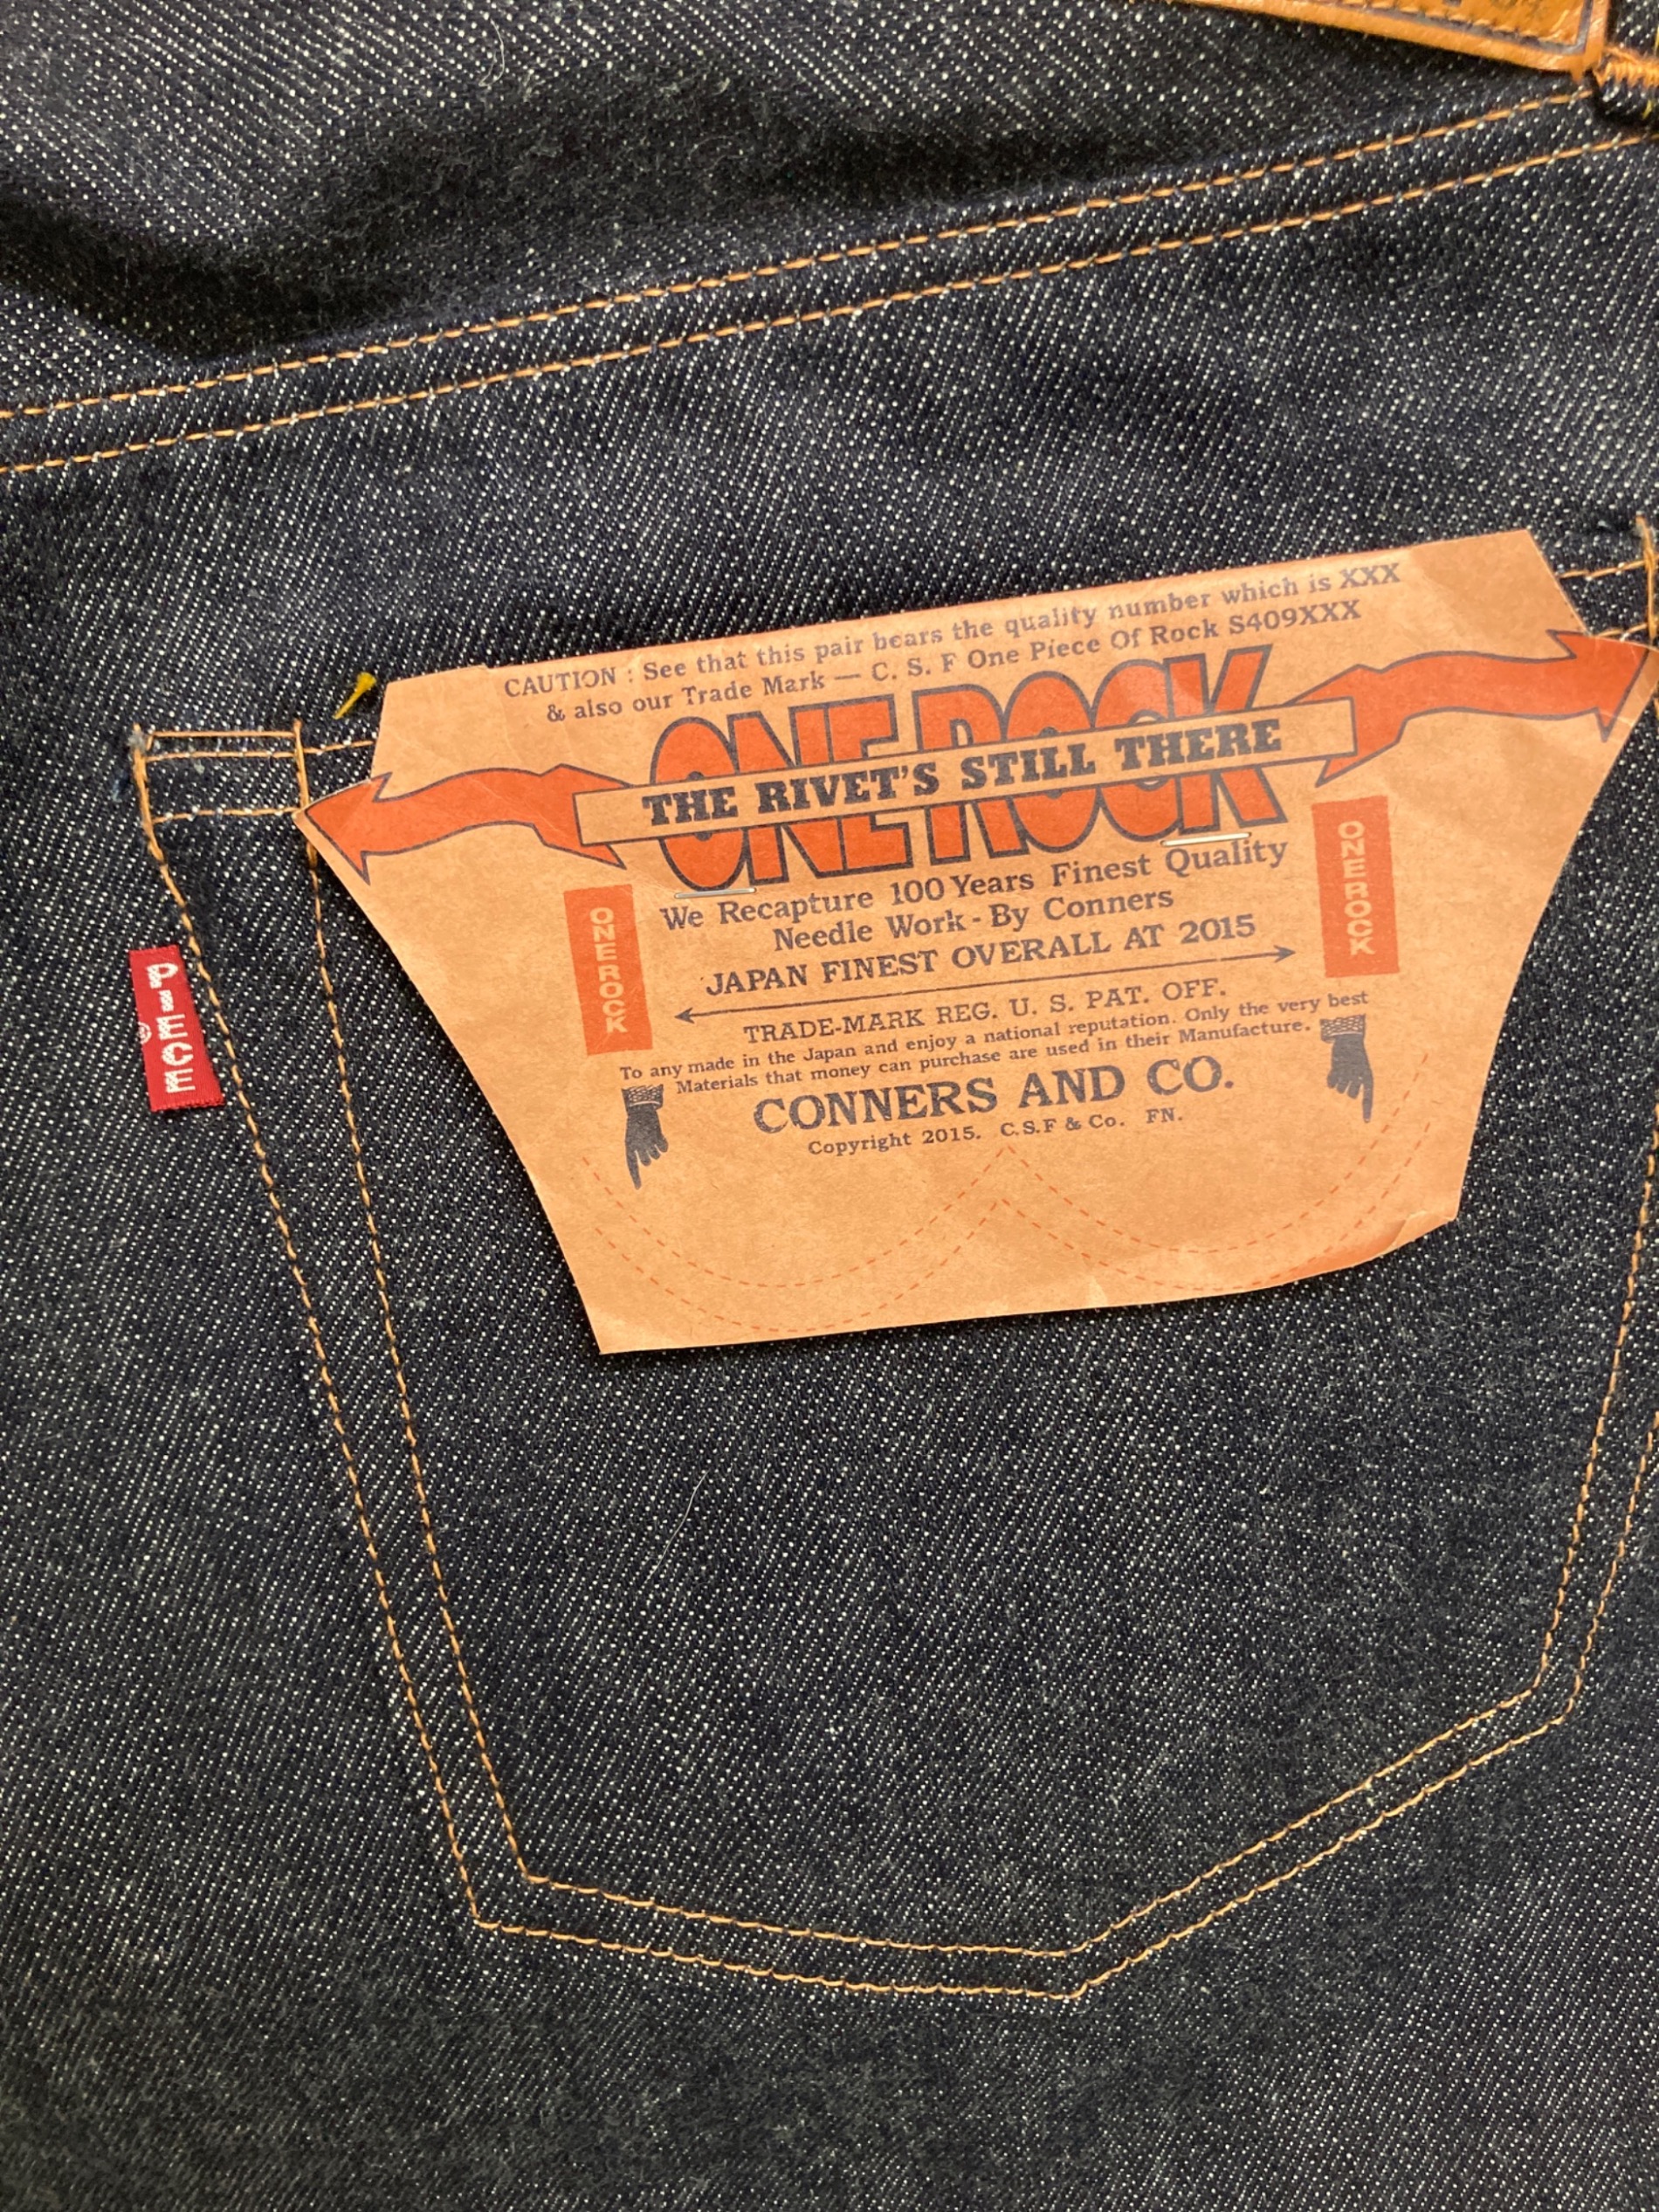 CAUTION : See that this pair bears the quality number which is XXX
& also our Trade Mark — C. S. F One Piece Of Rock S409XXX
ONE ROCK
THE RIVET'S STILL THERE
We Recapture 100 Years Finest Quality
Needle Work - By Conners
JAPAN FINEST OVERALL AT 2015
ONEROCK
ONEROCK
TRADE-MARK REG. U. S. PAT. OFF.
To any made in the Japan and enjoy a national reputation. Only the very best
Materials that money can purchase are used in their Manufacture.
CONNERS AND CO.
Copyright 2015. C.S.F & Co. FN.
PIECE
®